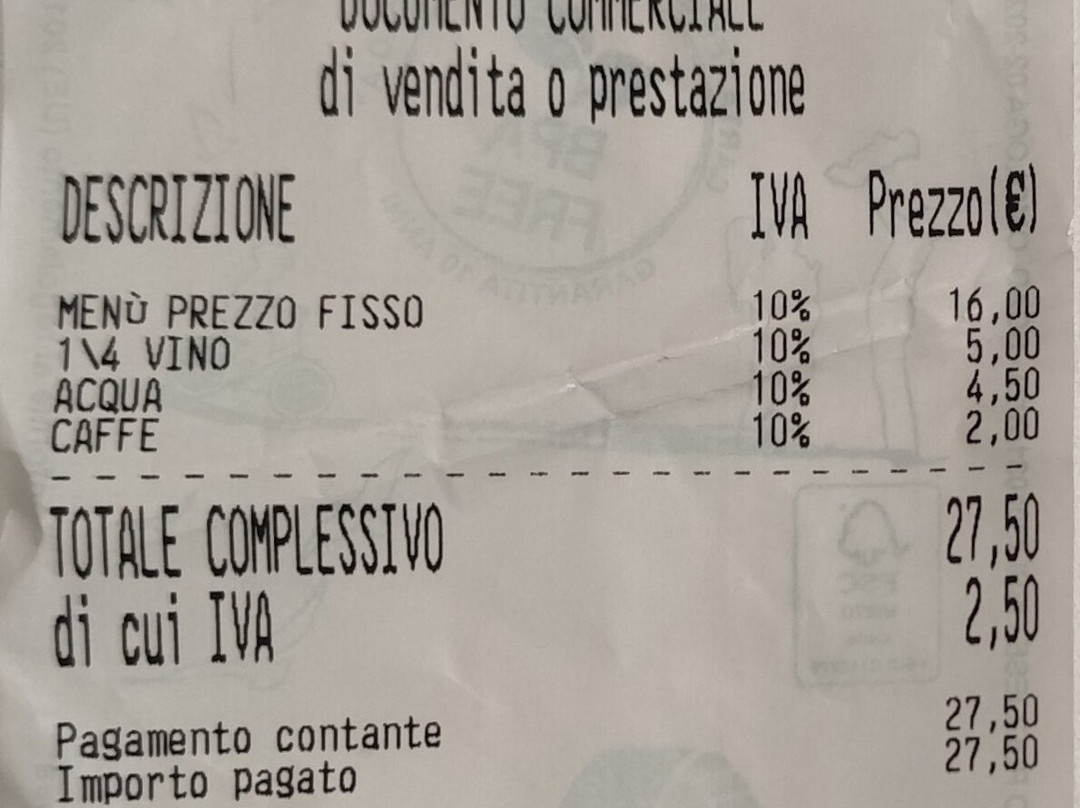 DOCUMENTO COMMERCIALE
di vendita o prestazione
DESCRIZIONE IVA Prezzo(€)
MENÙ PREZZO FISSO 10% 16,00
1\4 VINO 10% 5,00
ACQUA 10% 4,50
CAFFE 10% 2,00
TOTALE COMPLESSIVO 27,50
di cui IVA 2,50
Pagamento contante 27,50
Importo pagato 27,50